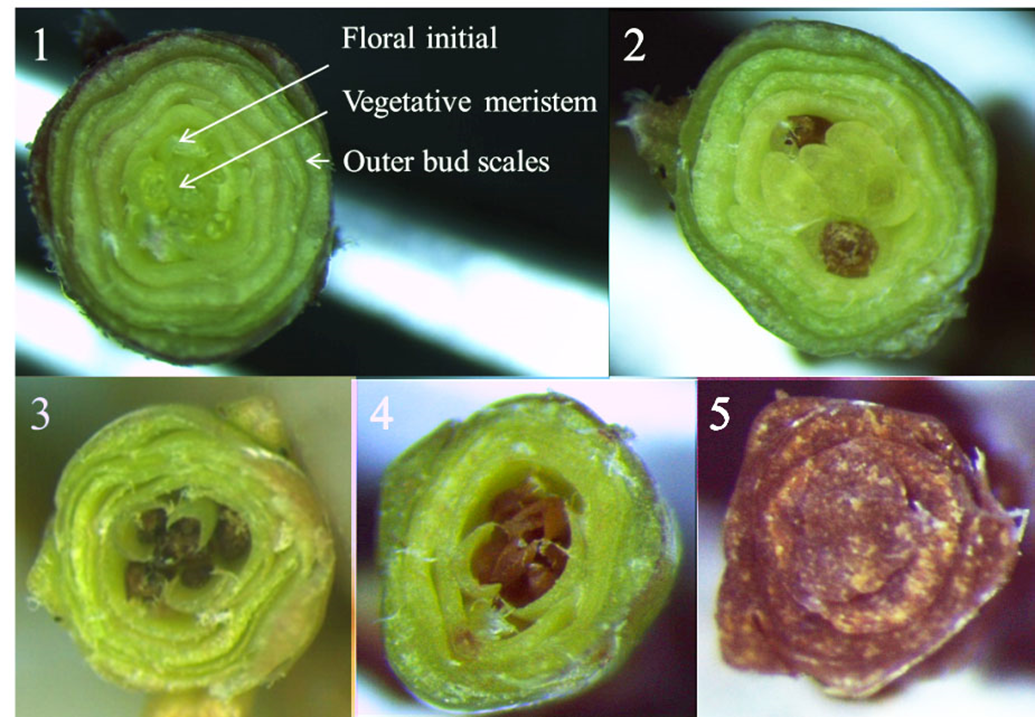 1
Floral initial
Vegetative meristem
Outer bud scales
2
3
4
5